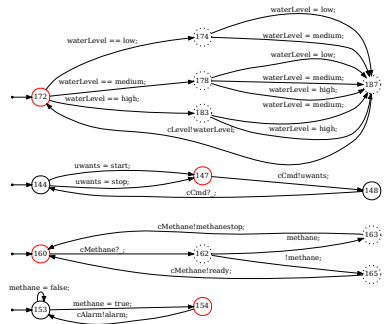 waterLevel = low;
174
waterLevel == low;
waterLevel = medium;
waterLevel = low;
waterLevel == medium;
178
waterLevel = medium;
187
172
waterLevel = high;
waterLevel == high;
waterLevel = medium;
183
waterLevel = high;
cLevel!waterLevel;
uwants = start;
147
cCmd!uwants;
144
uwants = stop;
148
cCmd?_;
cMethane!methanestop;
163
methane;
cMethane?_;
160
162
!methane;
cMethane!ready;
165
methane = false;
methane = true;
154
153
cAlarm!alarm;